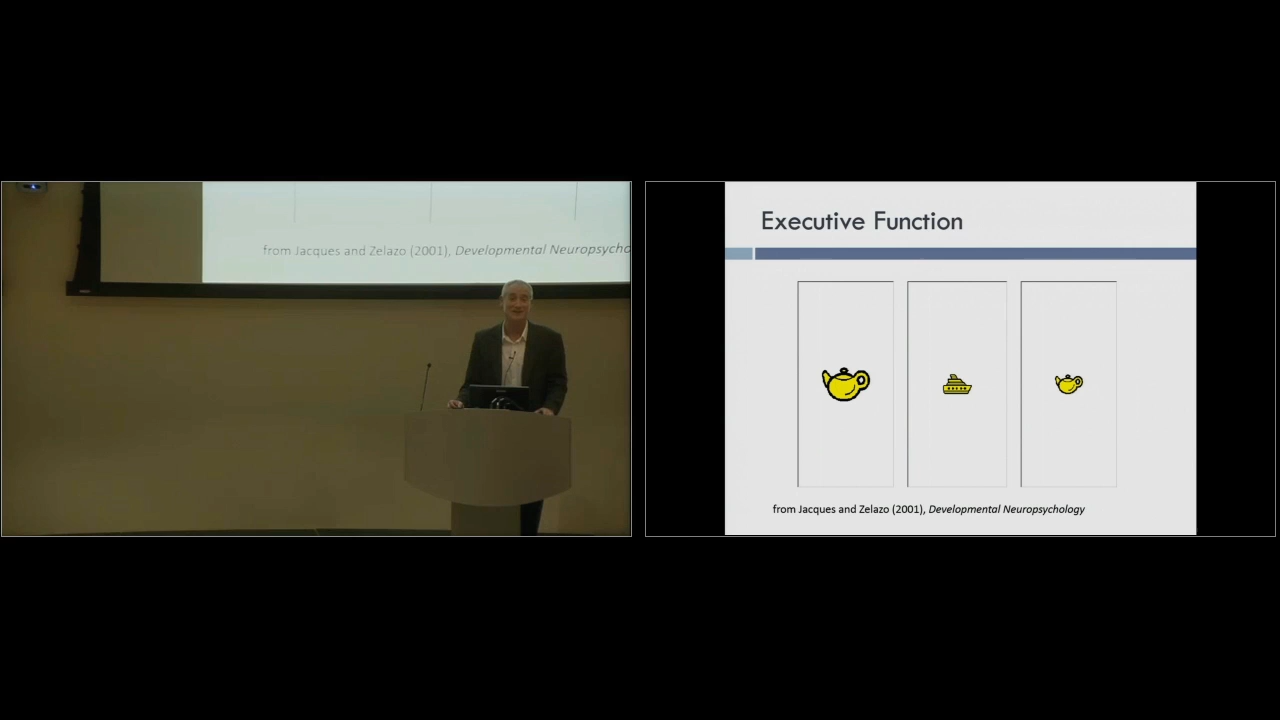 from Jacques and Zelazo (2001), Developmental Neuropsycho
Executive Function
from Jacques and Zelazo (2001), Developmental Neuropsychology